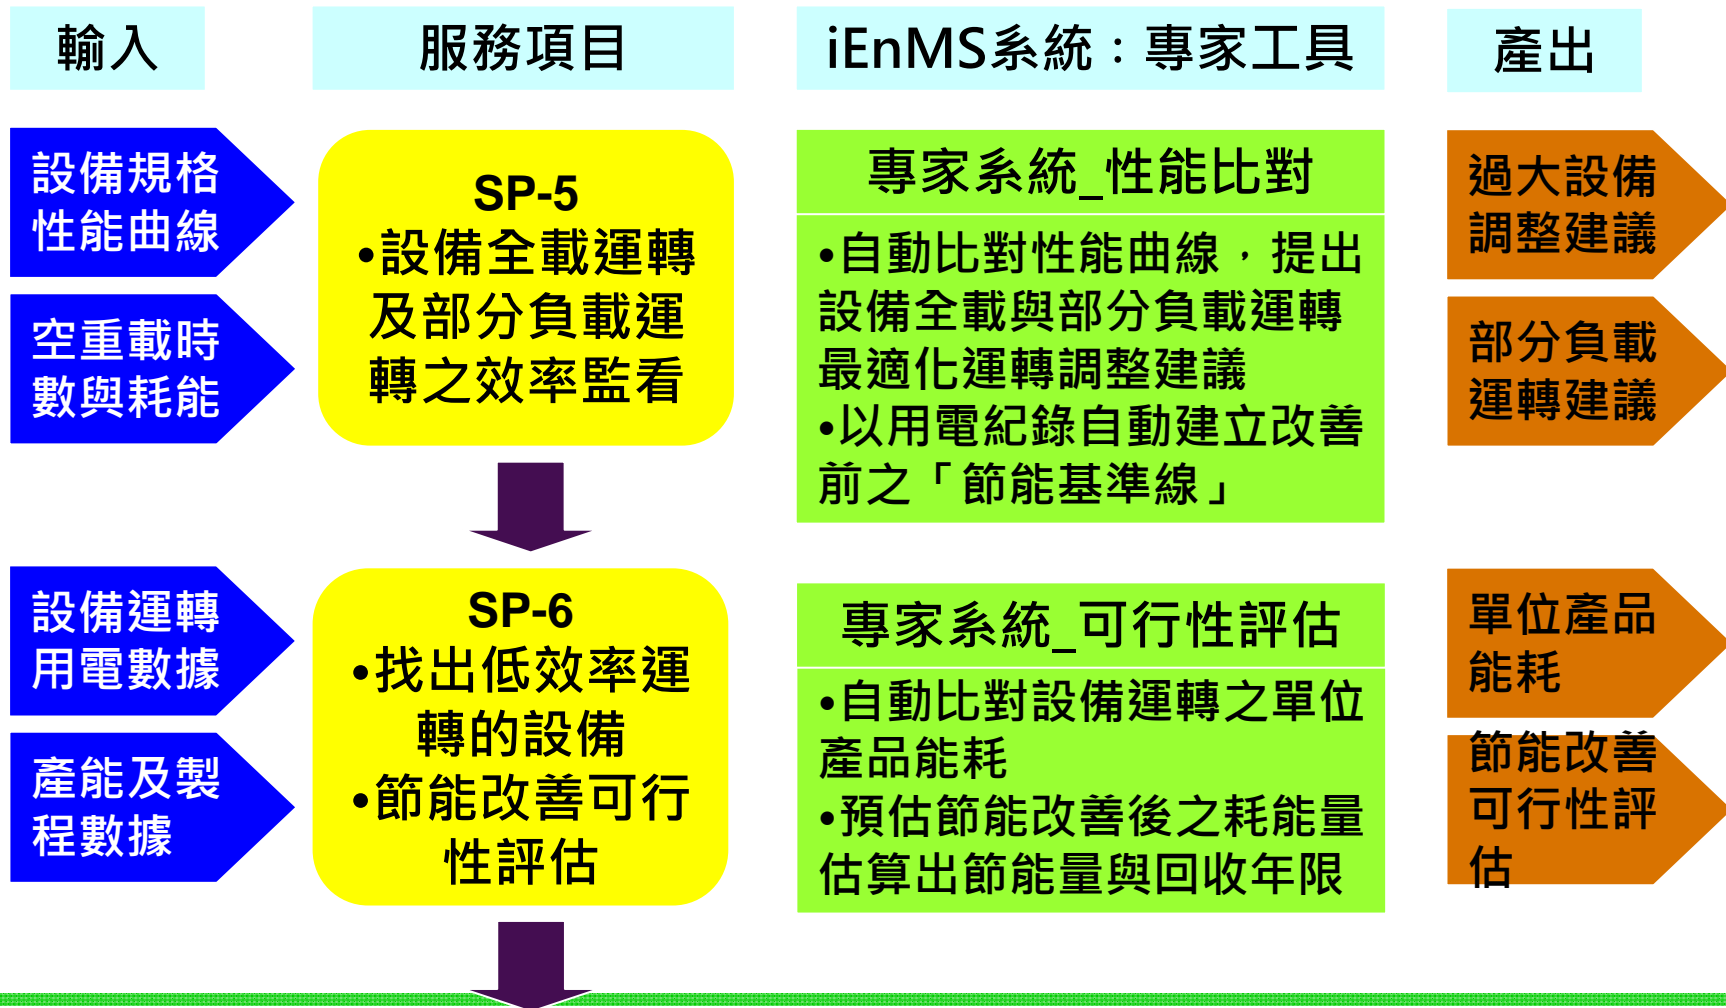 輸入
服務項目
iEnMS系統：專家工具
產出
設備規格
性能曲線
空重載時
數與耗能
SP-5
•設備全載運轉
及部分負載運
轉之效率監看
專家系統_性能比對
•自動比對性能曲線，提出
設備全載與部分負載運轉
最適化運轉調整建議
•以用電紀錄自動建立改善
前之「節能基準線」
過大設備
調整建議
部分負載
運轉建議
設備運轉
用電數據
產能及製
程數據
SP-6
•找出低效率運
轉的設備
•節能改善可行
性評估
專家系統_可行性評估
•自動比對設備運轉之單位
產品能耗
•預估節能改善後之耗能量
估算出節能量與回收年限
單位產品
能耗
節能改善
可行性評
估